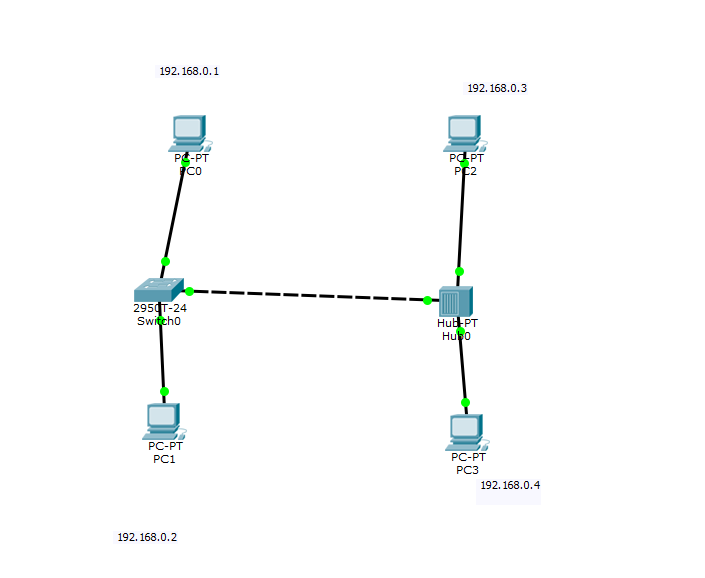 192.168.0.1
192.168.0.3
PC-PT
PC0
PC-PT
PC2
2950T-24
Switch0
Hub-PT
Hub0
PC-PT
PC1
PC-PT
PC3
192.168.0.4
192.168.0.2